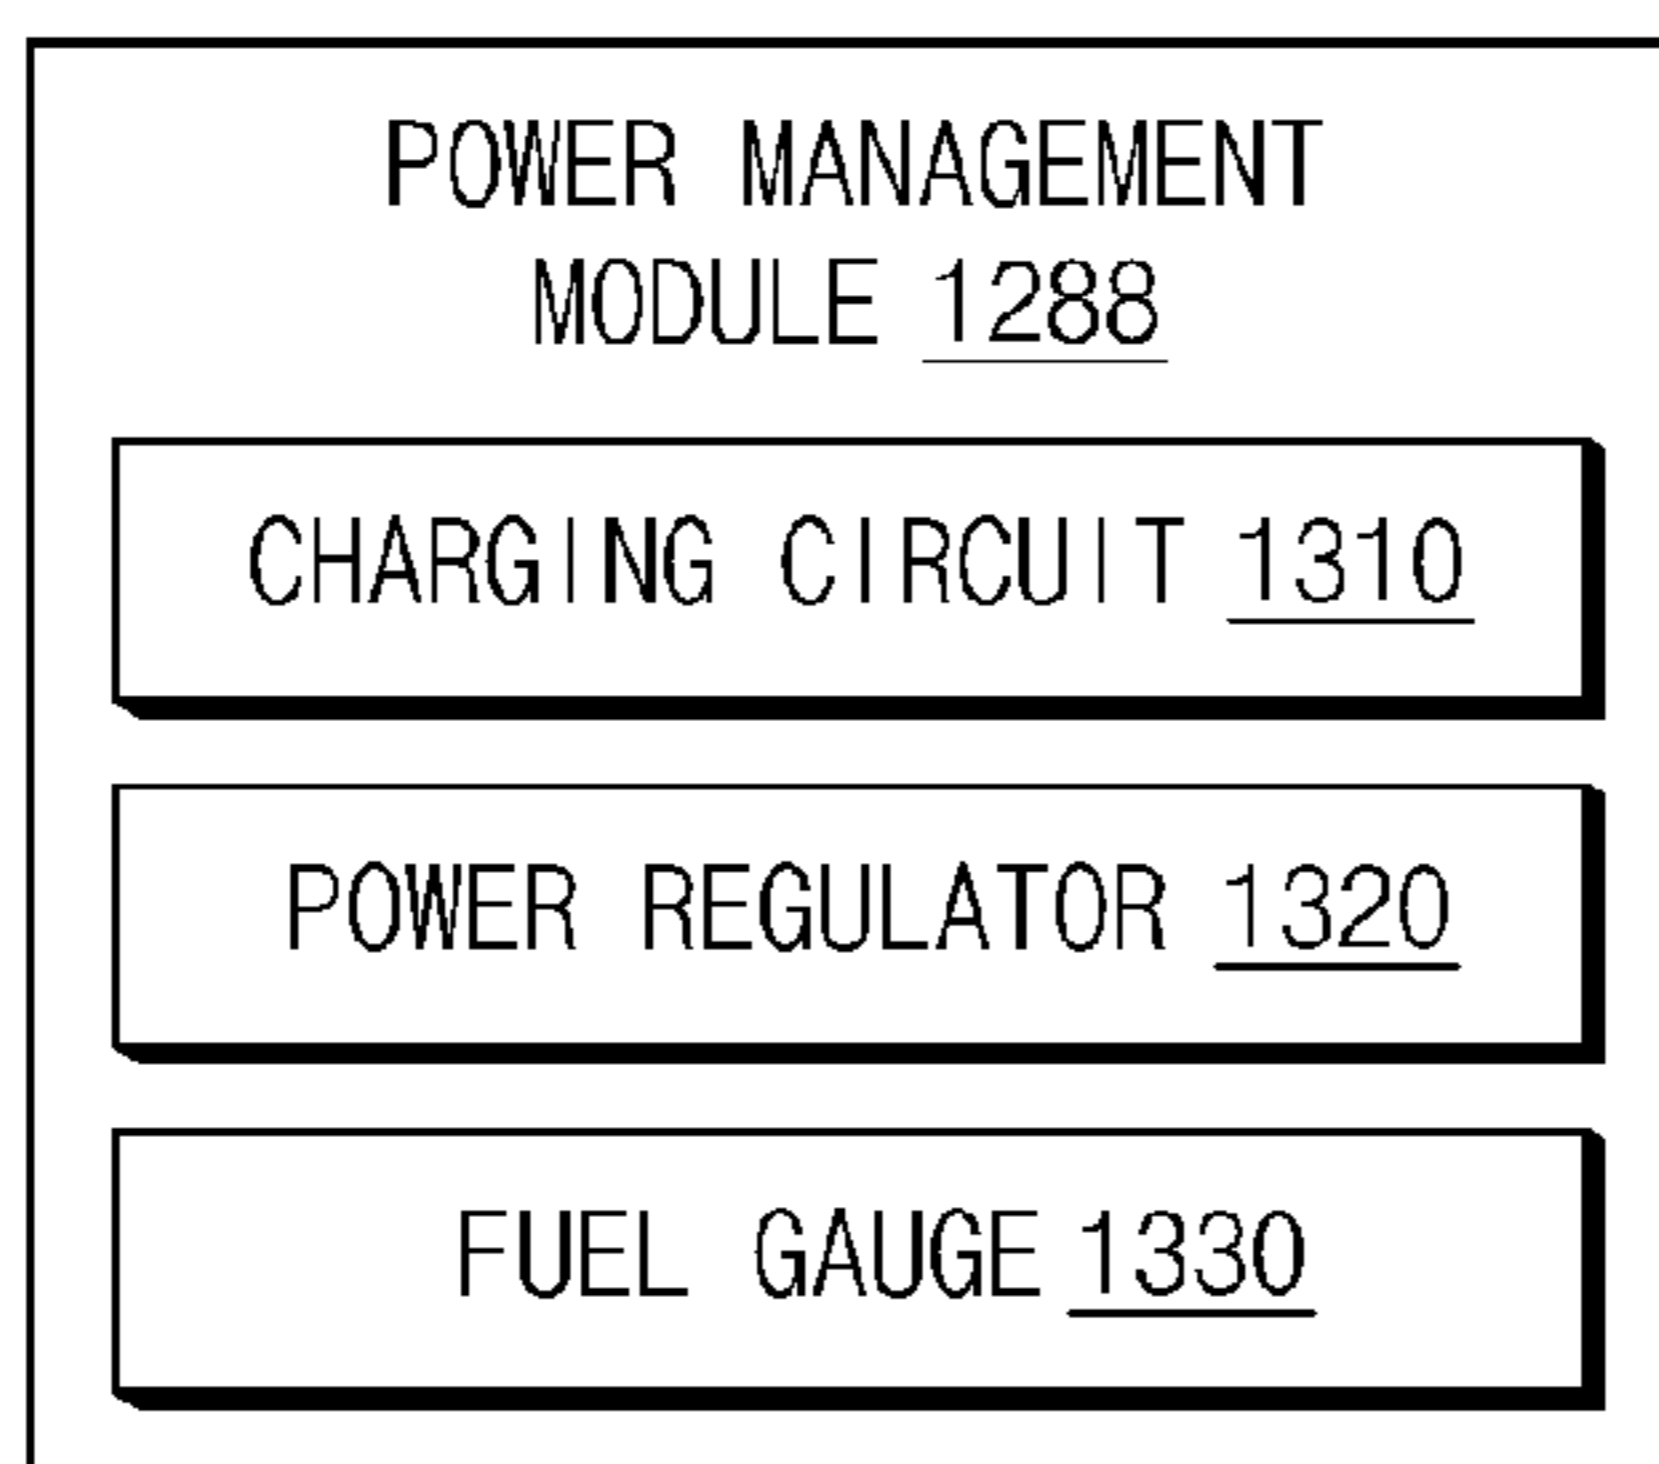 POWER MANAGEMENT
MODULE 1288
CHARGING CIRCUIT 1310
POWER REGULATOR 1320
FUEL GAUGE 1330